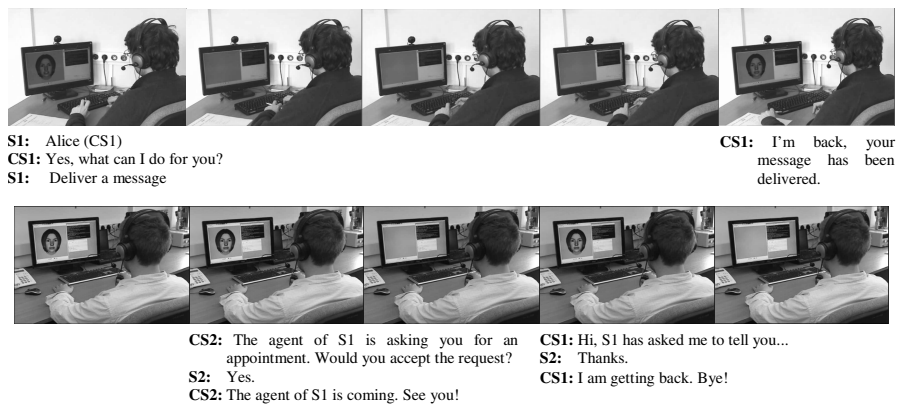 S1: Alice (CS1)
CS1: Yes, what can I do for you?
S1: Deliver a message
CS1: I'm back, your
message has been
delivered.
CS2: The agent of S1 is asking you for an
appointment. Would you accept the request?
S2: Yes.
CS2: The agent of S1 is coming. See you!
CS1: Hi, S1 has asked me to tell you...
S2: Thanks.
CS1: I am getting back. Bye!